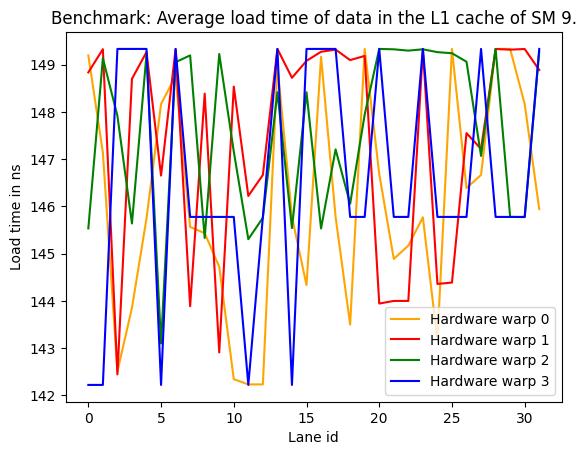 Benchmark: Average load time of data in the L1 cache of SM 9.
149
148
147
146
145
144
143
142
Load time in ns
Hardware warp 0
Hardware warp 1
Hardware warp 2
Hardware warp 3
0 5 10 15 20 25 30
Lane id